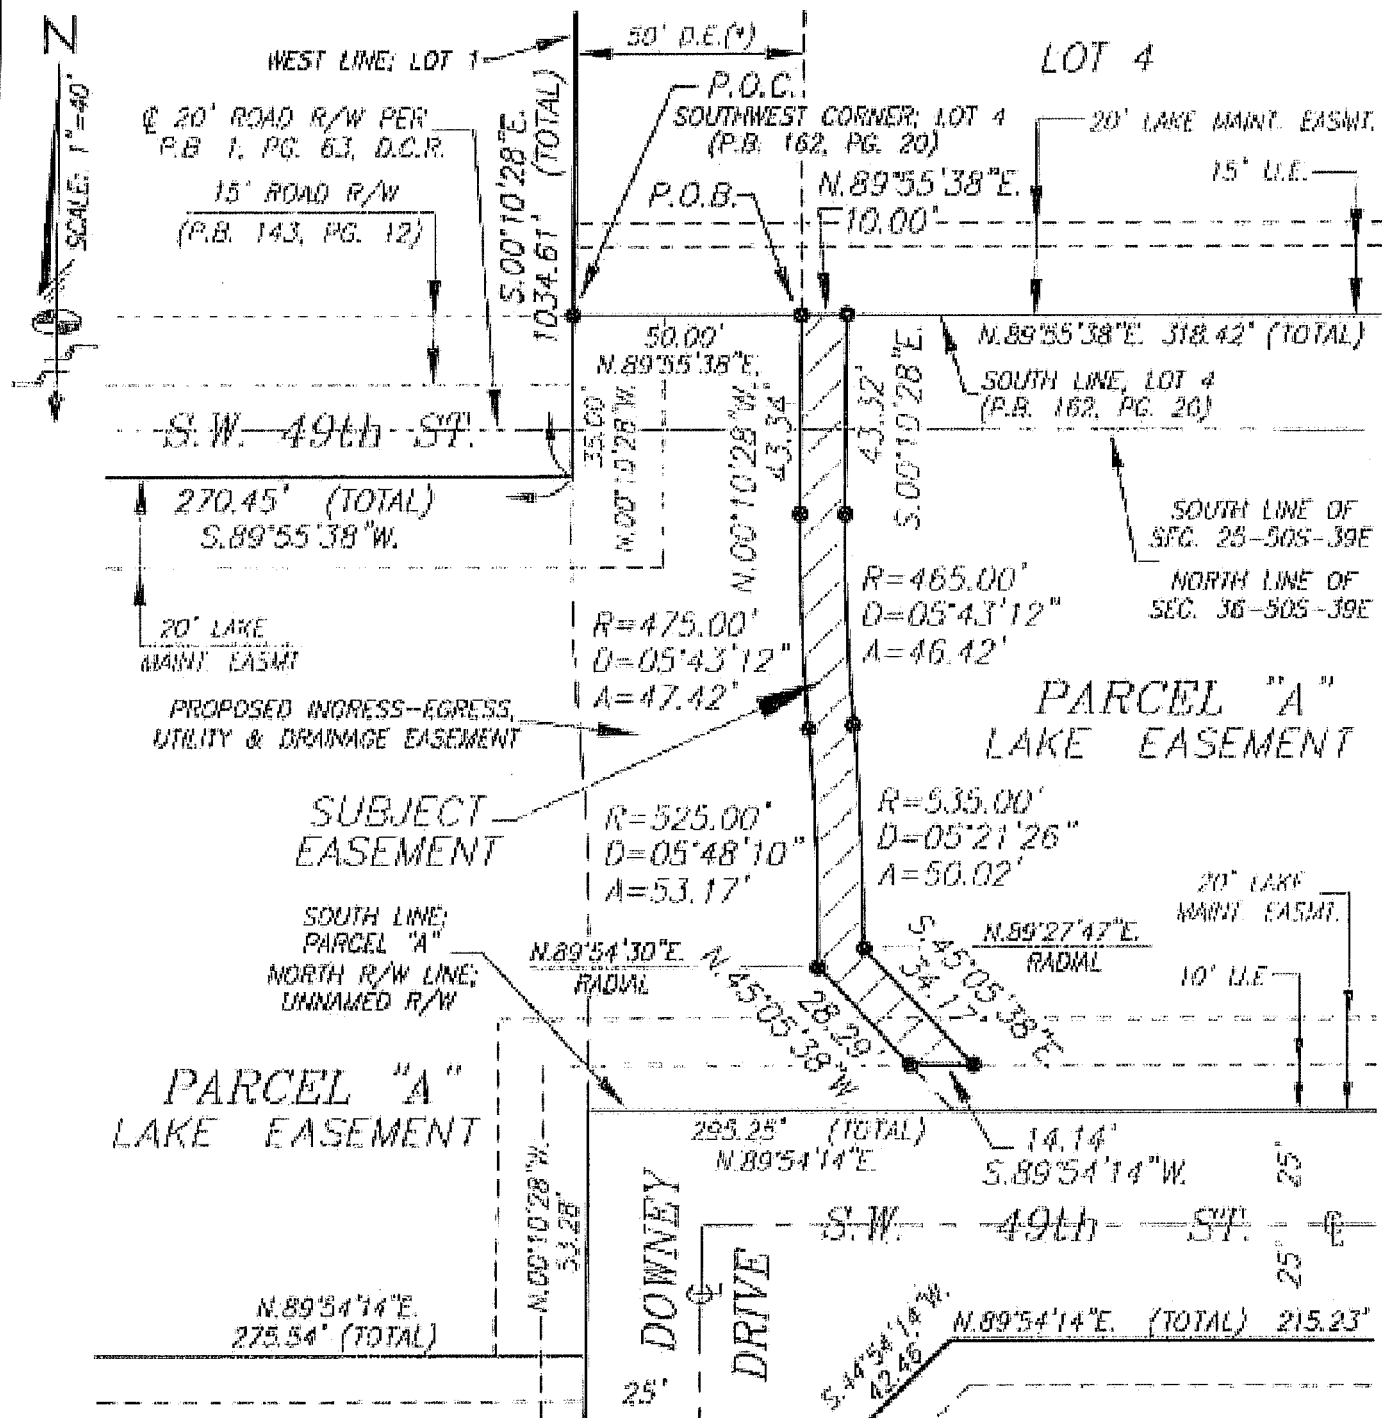 N
SCALE: 1"=40'
WEST LINE; LOT 1
50' D.E.(*)
LOT 4
℄ 20' ROAD R/W PER
P.B. 1, PG. 63, D.C.R.
15' ROAD R/W
(P.B. 143, PG. 12)
S.00°10'28"E.
1034.61' (TOTAL)
P.O.C.
SOUTHWEST CORNER; LOT 4
(P.B. 162, PG. 20)
20' LAKE MAINT. EASMT.
15' U.E.
P.O.B.
N.89°55'38"E.
10.00'
50.00'
N.89°55'38"E.
N.89°55'38"E. 318.42' (TOTAL)
SOUTH LINE, LOT 4
(P.B. 162, PG. 20)
S.W. 49th ST.
35.00'
N.00°10'28"W.
N.00°10'28"W.
43.34'
43.32'
S.00°10'28"E.
270.45' (TOTAL)
S.89°55'38"W.
SOUTH LINE OF
SEC. 25-50S-39E
NORTH LINE OF
SEC. 36-50S-39E
20' LAKE
MAINT. EASMT
R=475.00'
D=05°43'12"
A=47.42'
R=465.00'
D=05°43'12"
A=46.42'
PROPOSED INGRESS-EGRESS,
UTILITY & DRAINAGE EASEMENT
PARCEL "A"
LAKE EASEMENT
SUBJECT
EASEMENT
R=525.00'
D=05°48'10"
A=53.17'
R=535.00'
D=05°21'26"
A=50.02'
20' LAKE
MAINT. EASMT.
SOUTH LINE;
PARCEL "A"
NORTH R/W LINE;
UNNAMED R/W
N.89°54'30"E.
RADIAL
N.45°05'38"W
28.29'
S.45°05'38"E.
34.17'
N.89°27'47"E.
RADIAL
10' U.E
PARCEL "A"
LAKE EASEMENT
295.25' (TOTAL)
N.89°54'14"E.
14.14'
S.89°54'14"W.
25'
N.00°10'28"W.
53.28'
DOWNEY
DRIVE
S.W. 49th ST. ℄
25'
N.89°54'14"E.
275.54' (TOTAL)
25'
S.44°54'14"W.
42.46'
N.89°54'14"E. (TOTAL) 215.23'